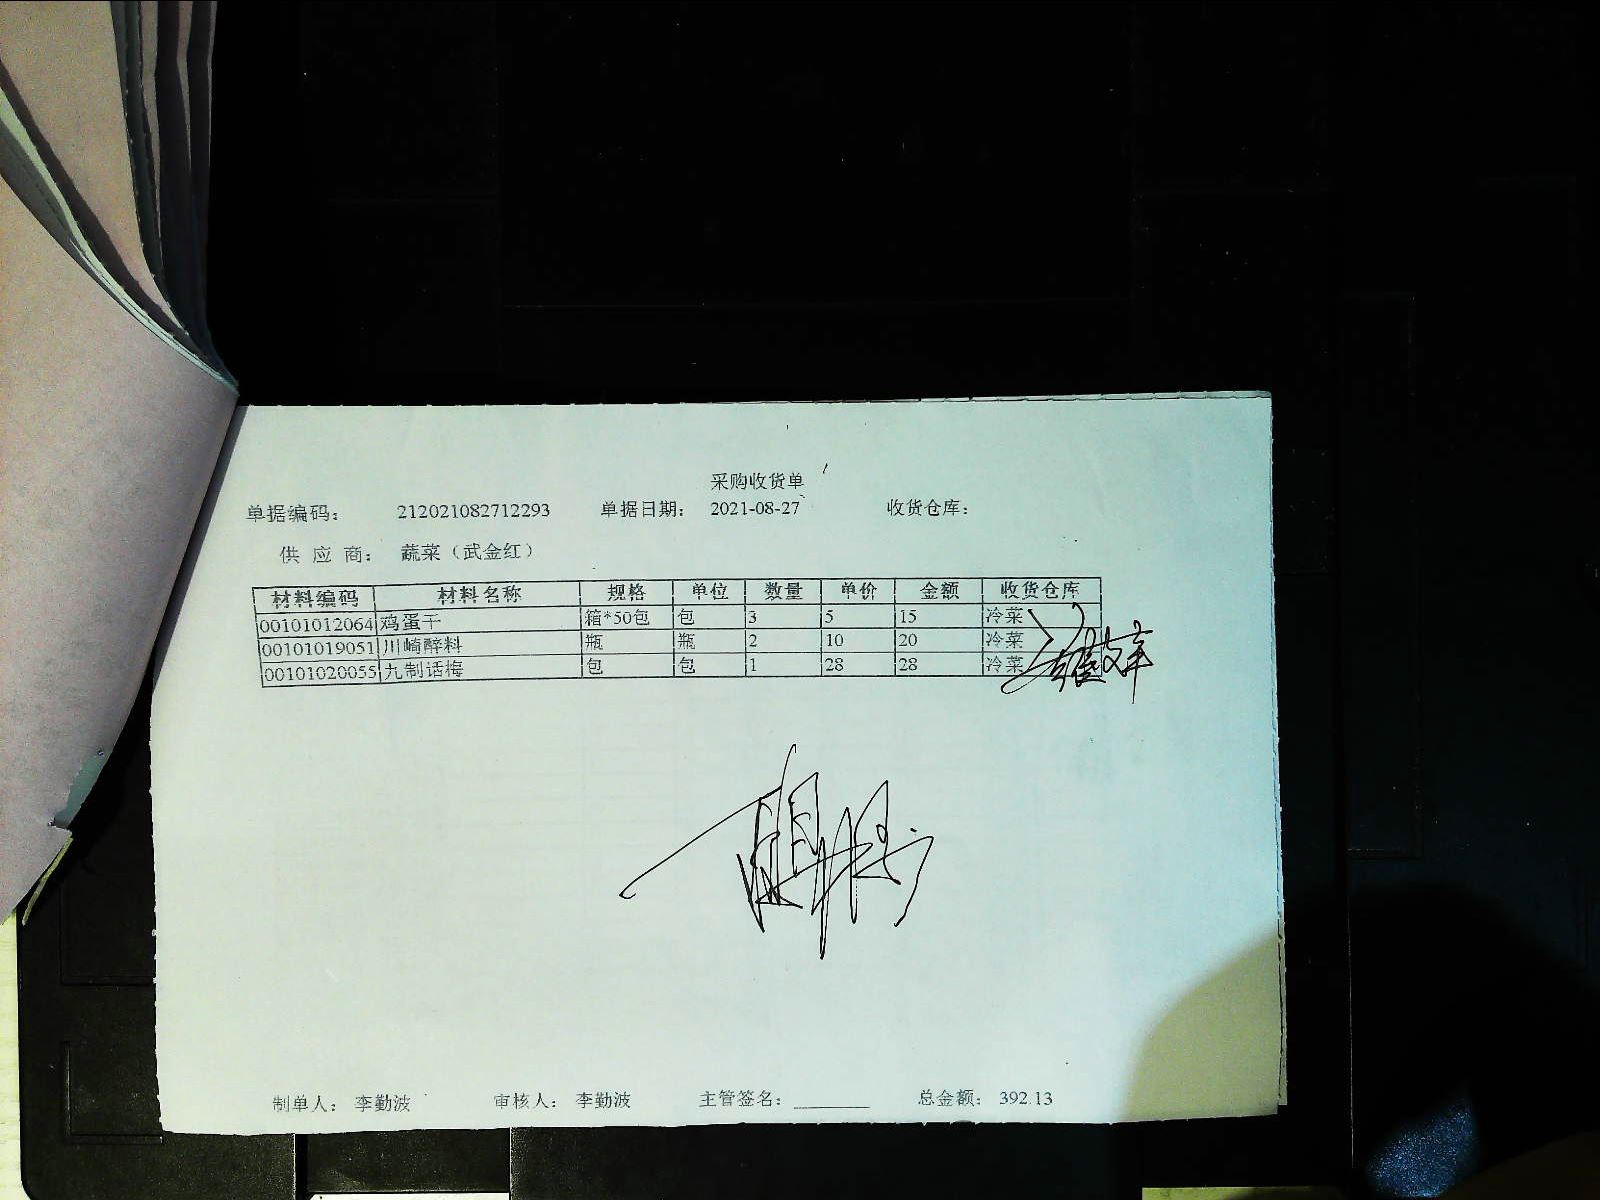 采购收货单
单据编码： 212021082712293 单据日期： 2021-08-27 收货仓库：
供 应 商： 蔬菜（武金红）
材料编码 材料名称 规格 单位 数量 单价 金额 收货仓库
00101012064 鸡蛋干 箱*50包 包 3 5 15 冷菜
00101019051 川崎醉料 瓶 瓶 2 10 20 冷菜
00101020055 九制话梅 包 包 1 28 28 冷菜
制单人： 李勤波 审核人： 李勤波 主管签名：________ 总金额： 392.13